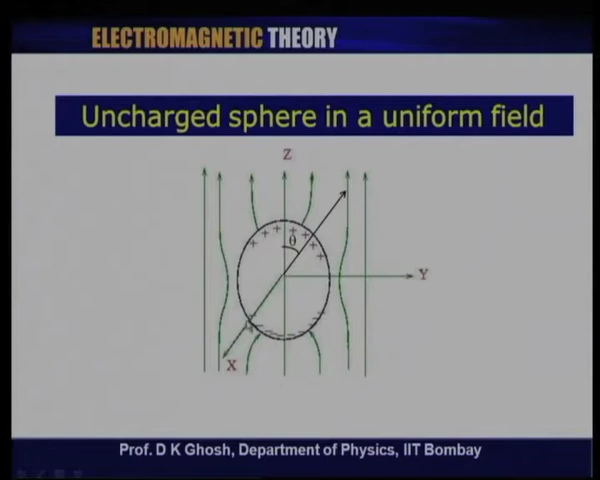 ELECTROMAGNETIC THEORY
Uncharged sphere in a uniform field
Z
θ
Y
X
Prof. D K Ghosh, Department of Physics, IIT Bombay